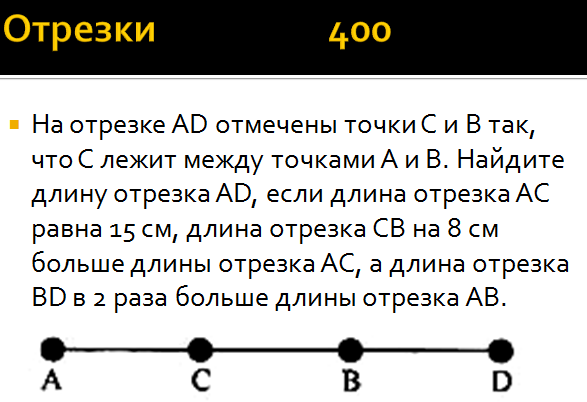 Отрезки 400
На отрезке AD отмечены точки C и B так,
что C лежит между точками A и B. Найдите
длину отрезка AD, если длина отрезка AC
равна 15 см, длина отрезка CB на 8 см
больше длины отрезка AC, а длина отрезка
BD в 2 раза больше длины отрезка AB.
A C B D